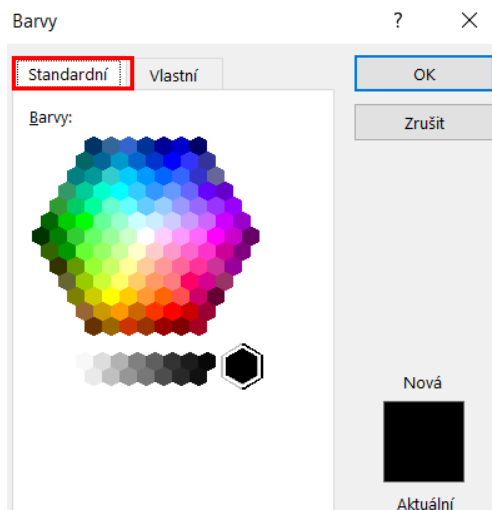 Barvy ?
Standardní Vlastní OK
Barvy:
Zrušit
Nová
Aktuální